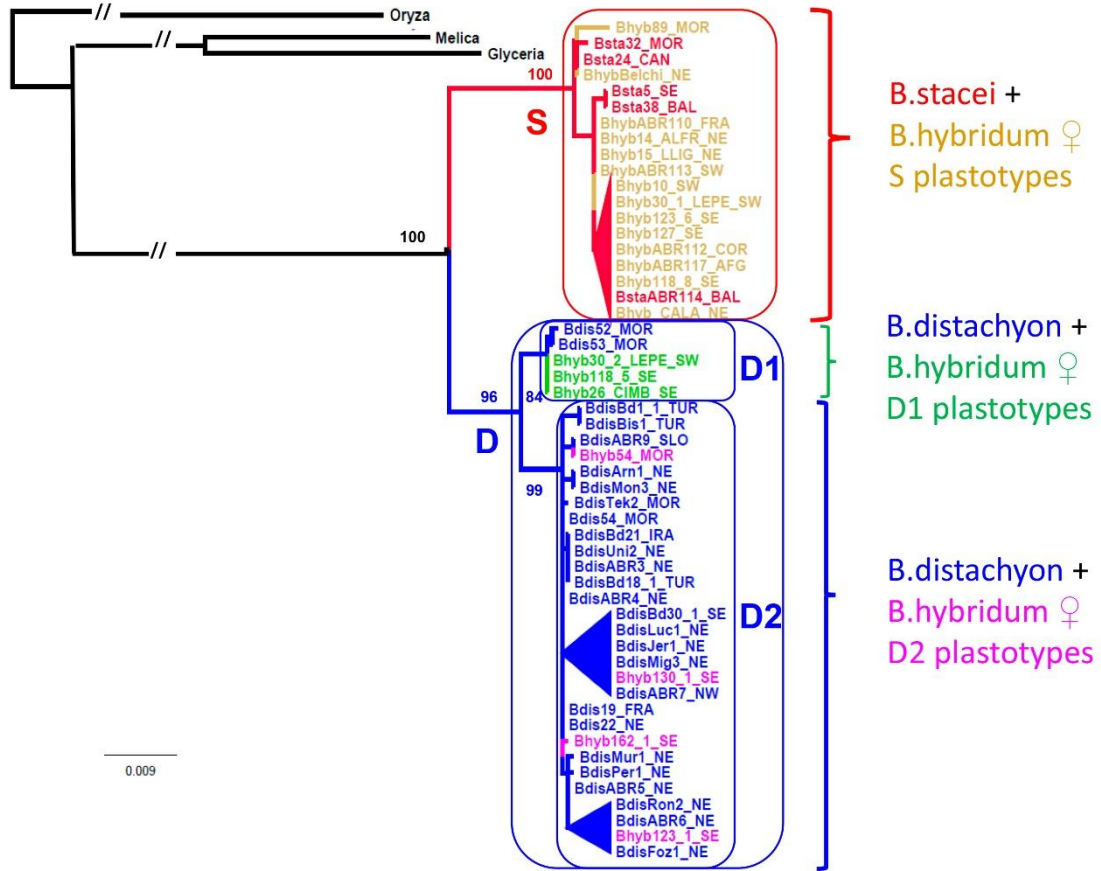 //
Oryza
//
Melica
Glyceria
//
100
100
S
Bhyb89_MOR
Bsta32_MOR
Bsta24_CAN
BhybBelchi_NE
Bsta5_SE
Bsta38_BAL
BhybABR110_FRA
Bhyb14_ALFR_NE
Bhyb15_LLIG_NE
BhybABR113_SW
Bhyb10_SW
Bhyb30_1_LEPE_SW
Bhyb123_6_SE
Bhyb127_SE
BhybABR112_COR
BhybABR117_AFG
Bhyb118_8_SE
BstaABR114_BAL
Bhyb_CALA_NE
B.stacei +
B.hybridum ♀
S plastotypes
96
D
84
D1
Bdis52_MOR
Bdis53_MOR
Bhyb30_2_LEPE_SW
Bhyb118_5_SE
Bhyb26_CIMB_SE
B.distachyon +
B.hybridum ♀
D1 plastotypes
99
D2
BdisBd1_1_TUR
BdisBis1_TUR
BdisABR9_SLO
Bhyb54_MOR
BdisArn1_NE
BdisMon3_NE
BdisTek2_MOR
Bdis54_MOR
BdisBd21_IRA
BdisUni2_NE
BdisABR3_NE
BdisBd18_1_TUR
BdisABR4_NE
BdisBd30_1_SE
BdisLuc1_NE
BdisJer1_NE
BdisMig3_NE
Bhyb130_1_SE
BdisABR7_NW
Bdis19_FRA
Bdis22_NE
Bhyb162_1_SE
BdisMur1_NE
BdisPer1_NE
BdisABR5_NE
BdisRon2_NE
BdisABR6_NE
Bhyb123_1_SE
BdisFoz1_NE
B.distachyon +
B.hybridum ♀
D2 plastotypes
0.009